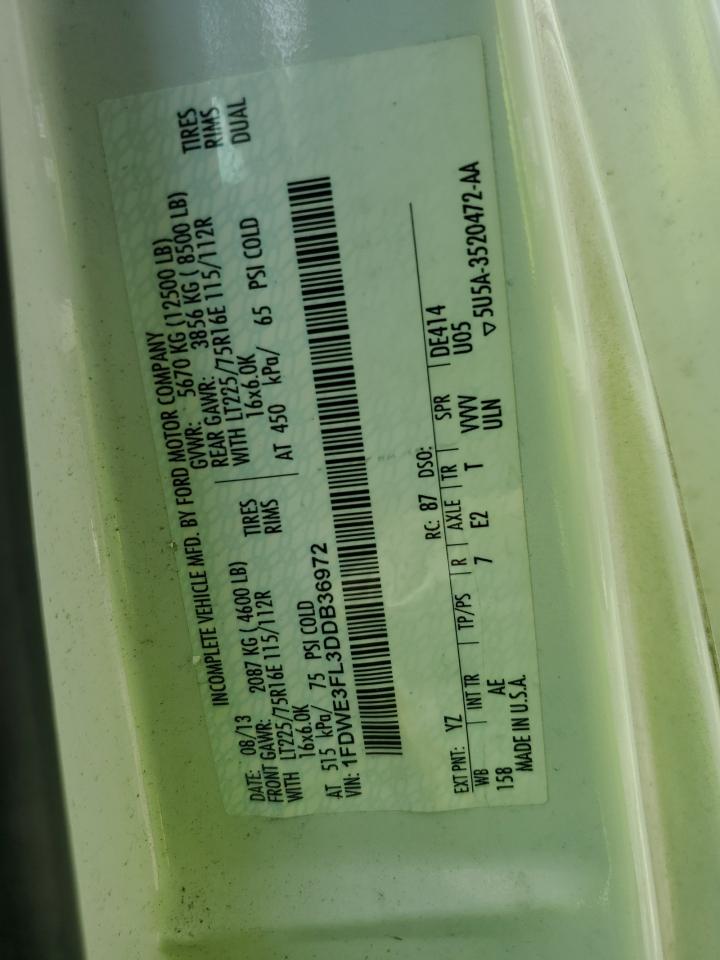 INCOMPLETE VEHICLE MFD. BY FORD MOTOR COMPANY
DATE: 08/13 GVWR: 5670 KG (12500 LB)
FRONT GAWR: 2087 KG ( 4600 LB) REAR GAWR: 3856 KG ( 8500 LB)
WITH LT225/75R16E 115/112R TIRES WITH LT225/75R16E 115/112R TIRES
16x6.0K RIMS 16x6.0K RIMS
AT 515 kPa/ 75 PSI COLD AT 450 kPa/ 65 PSI COLD DUAL
VIN: 1FDWE3FL3DDB36972
EXT PNT: YZ RC: 87 DSO:
WB INT TR TP/PS R AXLE TR SPR DE414
158 AE 7 E2 T VVV U05
MADE IN U.S.A. ULN ▽ 5U5A-3520472-AA